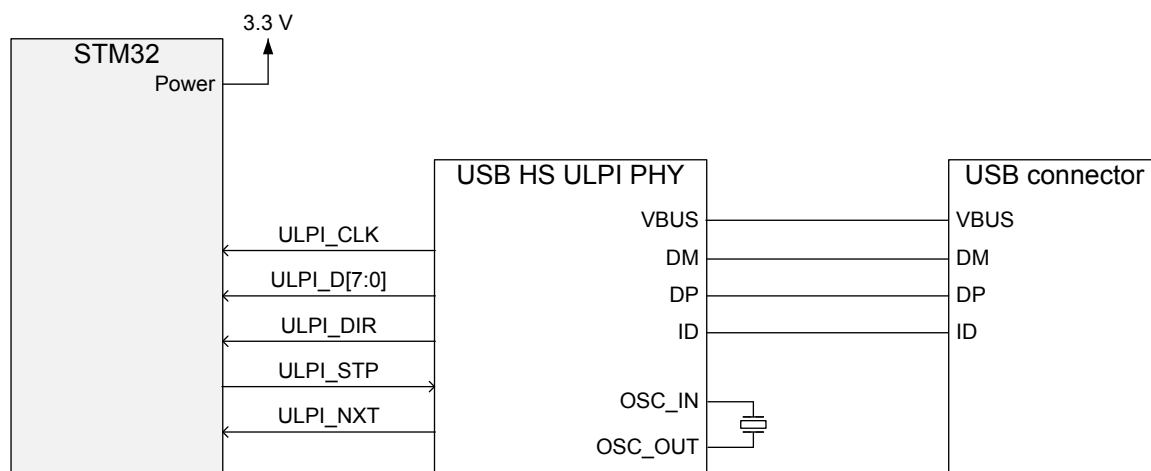 3.3 V
STM32
Power
USB HS ULPI PHY
USB connector
VBUS
VBUS
ULPI_CLK
DM
DM
ULPI_D[7:0]
DP
DP
ULPI_DIR
ID
ID
ULPI_STP
OSC_IN
ULPI_NXT
OSC_OUT